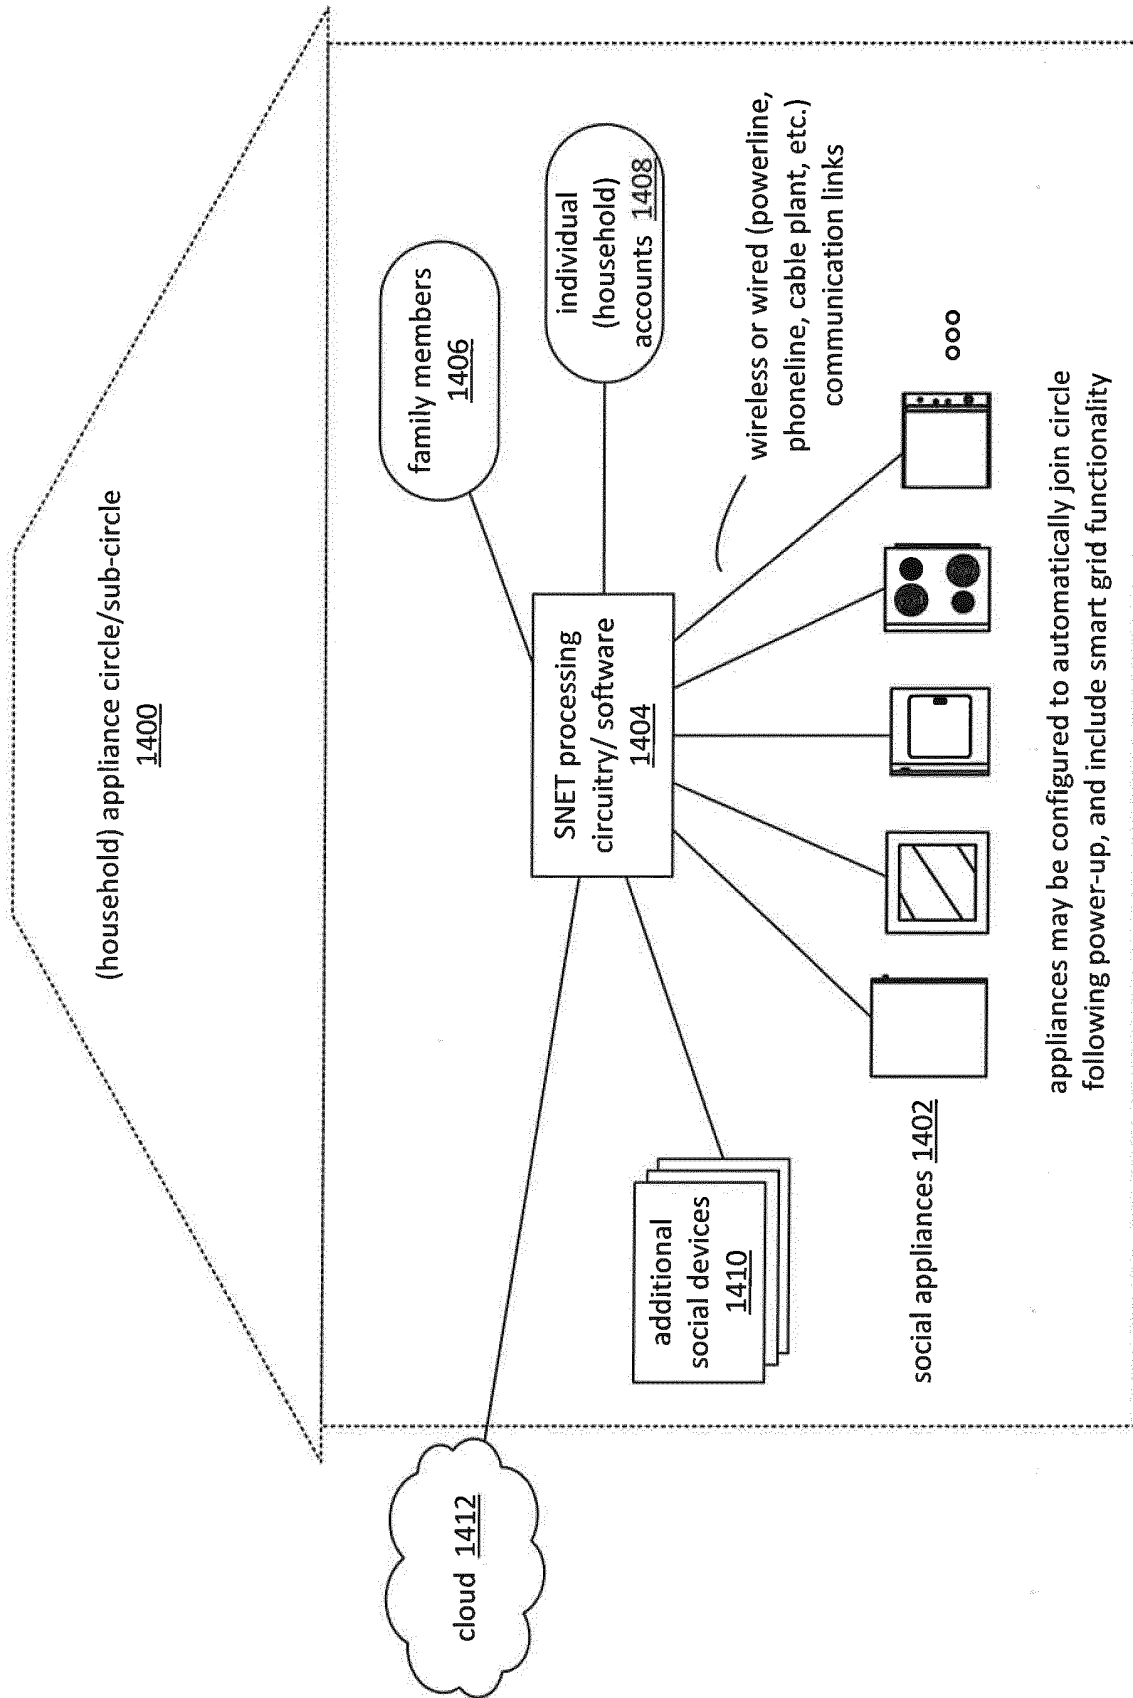 (household) appliance circle/sub-circle
1400
family members
1406
individual
(household)
accounts 1408
SNET processing
circuitry/ software
1404
cloud 1412
wireless or wired (powerline,
phoneline, cable plant, etc.)
communication links
additional
social devices
1410
social appliances 1402
appliances may be configured to automatically join circle
following power-up, and include smart grid functionality